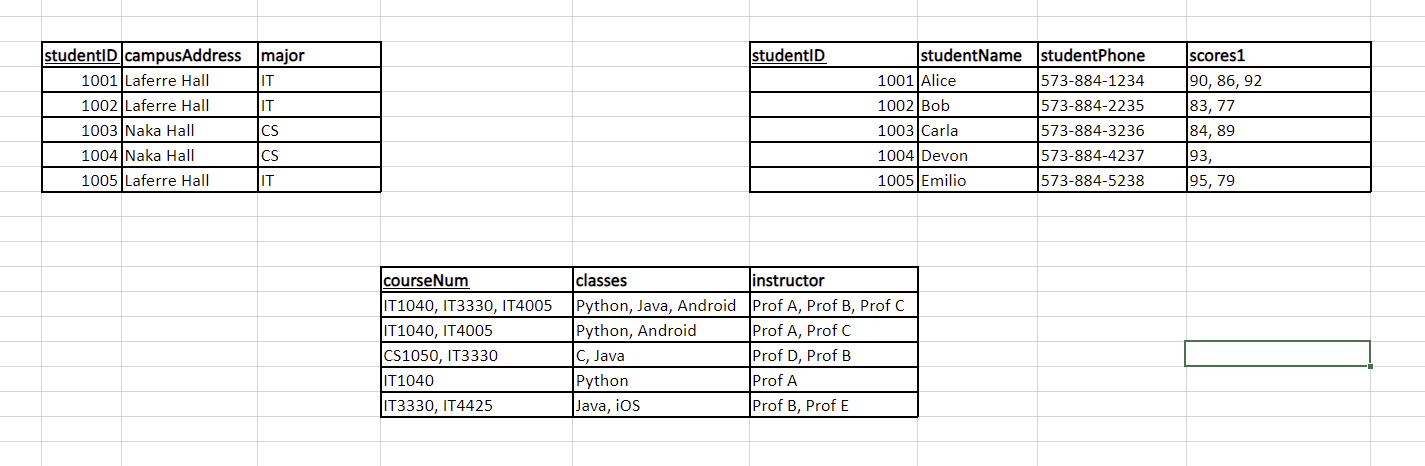 studentID campusAddress major
1001 Laferre Hall IT
1002 Laferre Hall IT
1003 Naka Hall CS
1004 Naka Hall CS
1005 Laferre Hall IT
studentID studentName studentPhone scores1
1001 Alice 573-884-1234 90, 86, 92
1002 Bob 573-884-2235 83, 77
1003 Carla 573-884-3236 84, 89
1004 Devon 573-884-4237 93,
1005 Emilio 573-884-5238 95, 79
courseNum classes instructor
IT1040, IT3330, IT4005 Python, Java, Android Prof A, Prof B, Prof C
IT1040, IT4005 Python, Android Prof A, Prof C
CS1050, IT3330 C, Java Prof D, Prof B
IT1040 Python Prof A
IT3330, IT4425 Java, iOS Prof B, Prof E